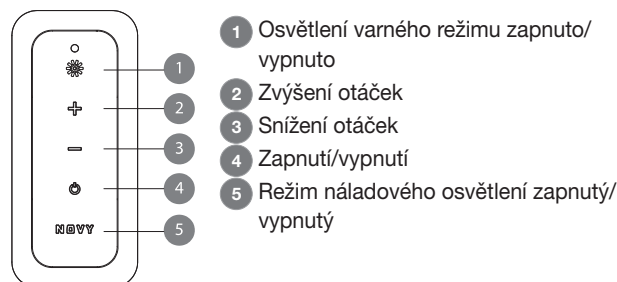 1 Osvětlení varného režimu zapnuto/
vypnuto
2 Zvýšení otáček
3 Snížení otáček
4 Zapnutí/vypnutí
5 Režim náladového osvětlení zapnutý/
vypnutý
1
2
3
4
NOVY 5